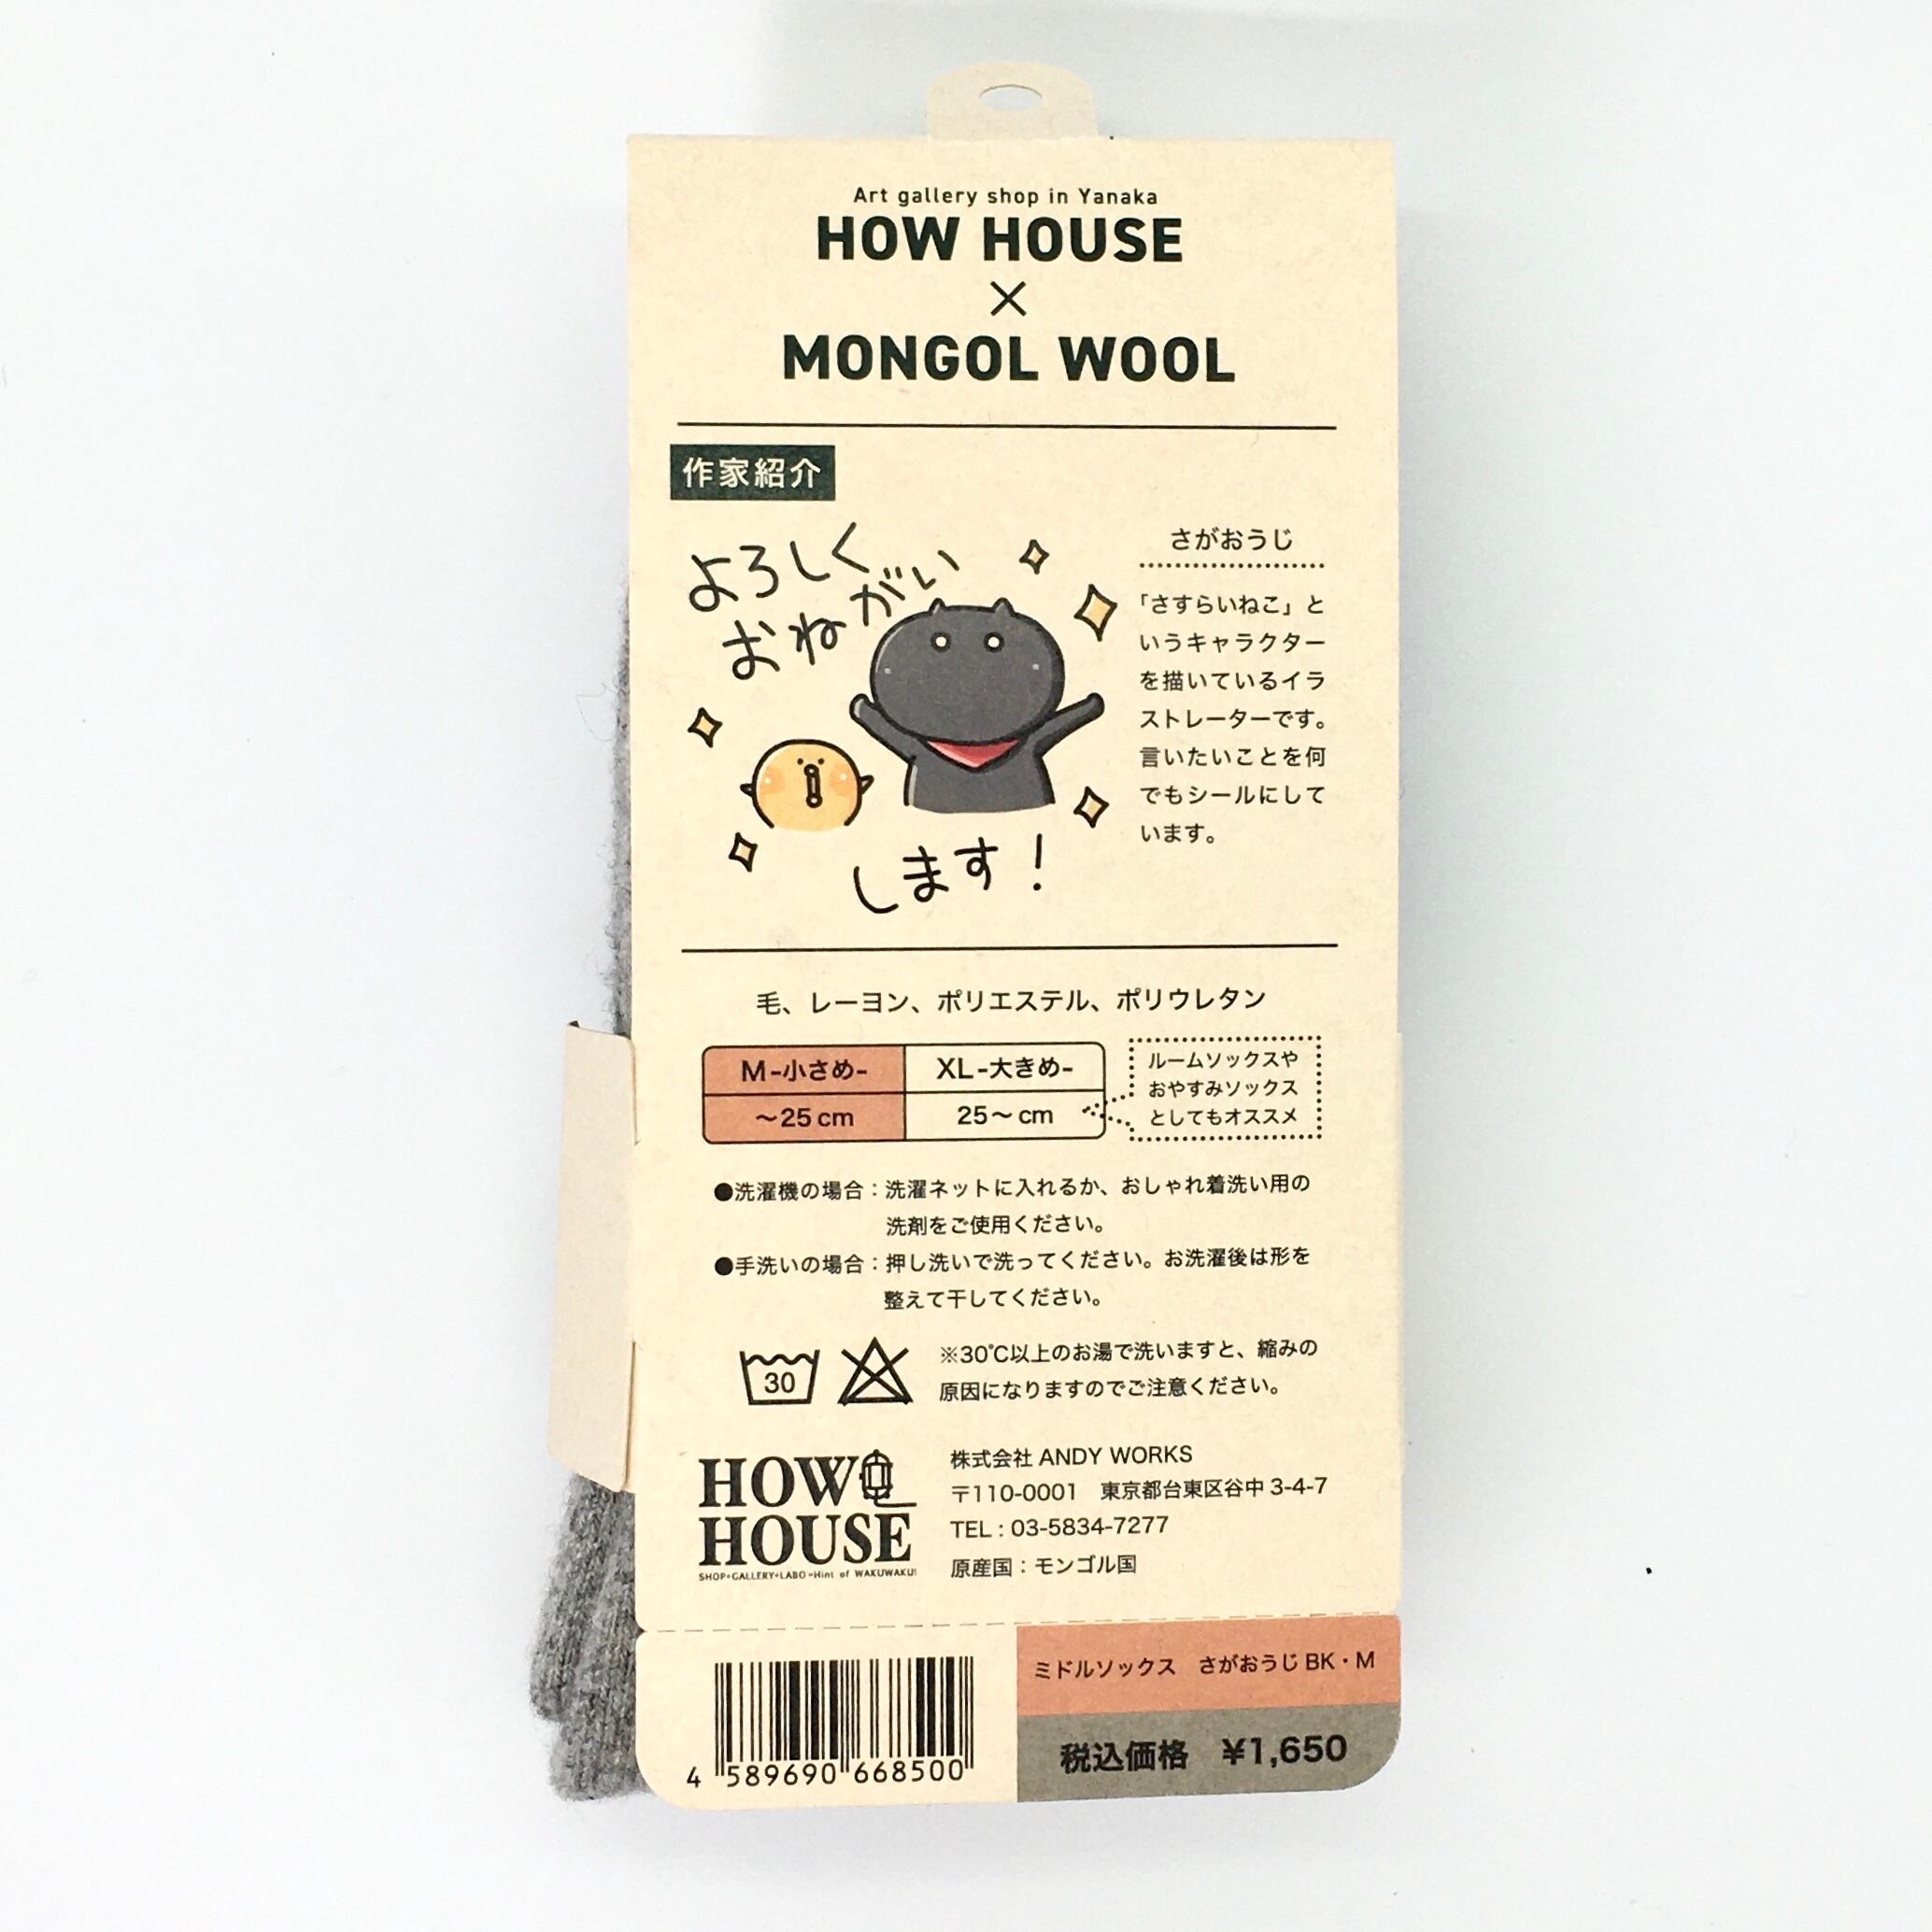 Art gallery shop in Yanaka
HOW HOUSE
×
MONGOL WOOL
作家紹介
よろしく
おねがい
します！
さがおうじ
「さすらいねこ」と
いうキャラクター
を描いているイラ
ストレーターです。
言いたいことを何
でもシールにして
います。
毛、レーヨン、ポリエステル、ポリウレタン
M-小さめ- XL-大きめ-
～25cm 25～cm
ルームソックスや
おやすみソックス
としてもオススメ
●洗濯機の場合：洗濯ネットに入れるか、おしゃれ着洗い用の
洗剤をご使用ください。
●手洗いの場合：押し洗いで洗ってください。お洗濯後は形を
整えて干してください。
30
※30℃以上のお湯で洗いますと、縮みの
原因になりますのでご注意ください。
HOW
HOUSE
SHOP+GALLERY+LABO=Hint of WAKUWAKU!
株式会社 ANDY WORKS
〒110-0001 東京都台東区谷中 3-4-7
TEL : 03-5834-7277
原産国：モンゴル国
4 589690 668500
ミドルソックス さがおうじ BK・M
税込価格 ¥1,650